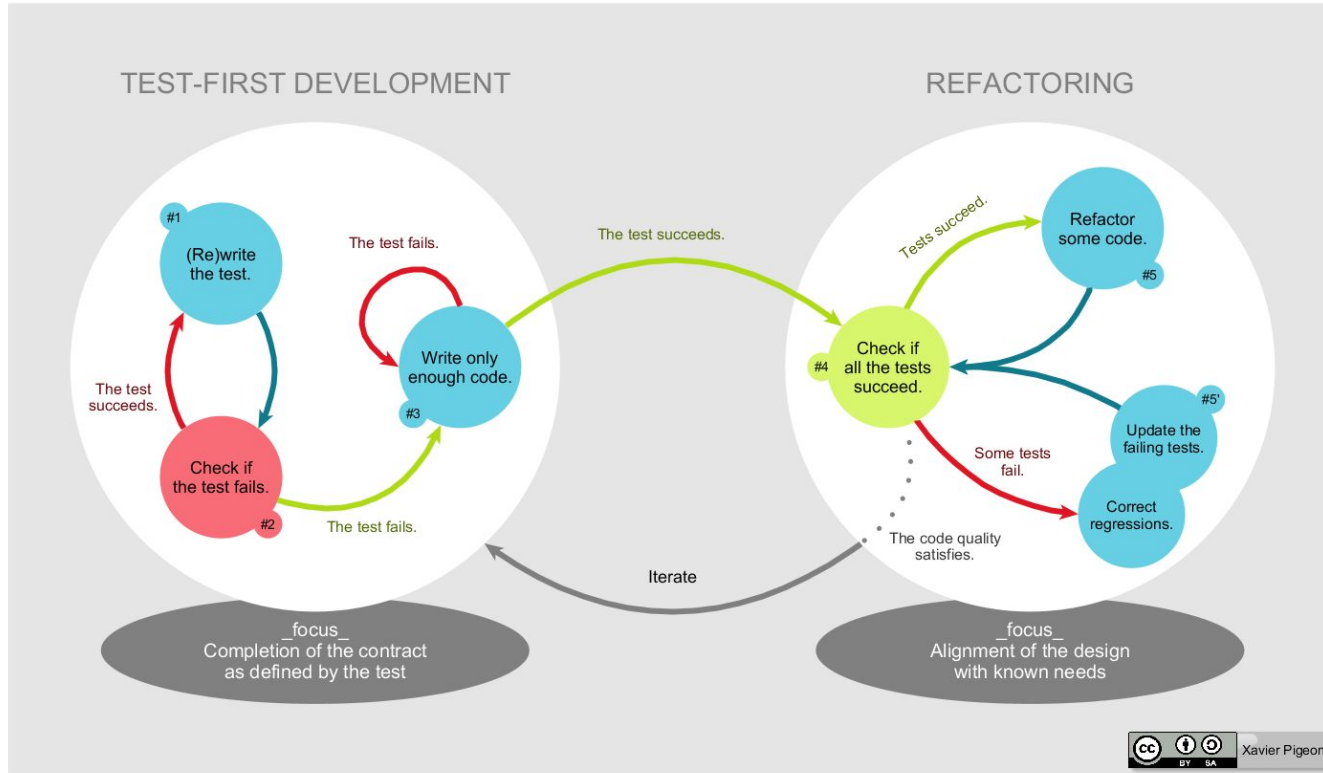 TEST-FIRST DEVELOPMENT
REFACTORING
#1
(Re)write
the test.
The test
succeeds.
Check if
the test fails.
#2
The test fails.
The test fails.
Write only
enough code.
#3
The test succeeds.
Tests succeed.
Refactor
some code.
#5
#4
Check if
all the tests
succeed.
#5'
Update the
failing tests.
Some tests
fail.
Correct
regressions.
The code quality
satisfies.
Iterate
_focus_
Completion of the contract
as defined by the test
_focus_
Alignment of the design
with known needs
cc
BY SA
Xavier Pigeon